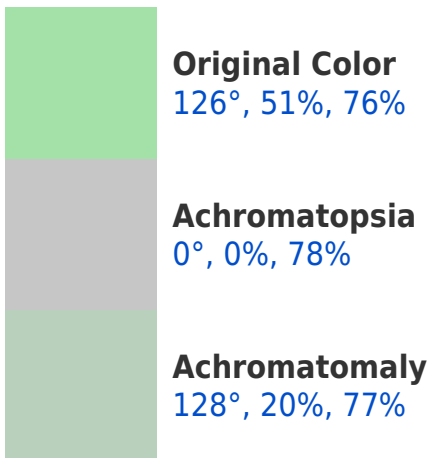 Original Color
126°, 51%, 76%
Achromatopsia
0°, 0%, 78%
Achromatomaly
128°, 20%, 77%